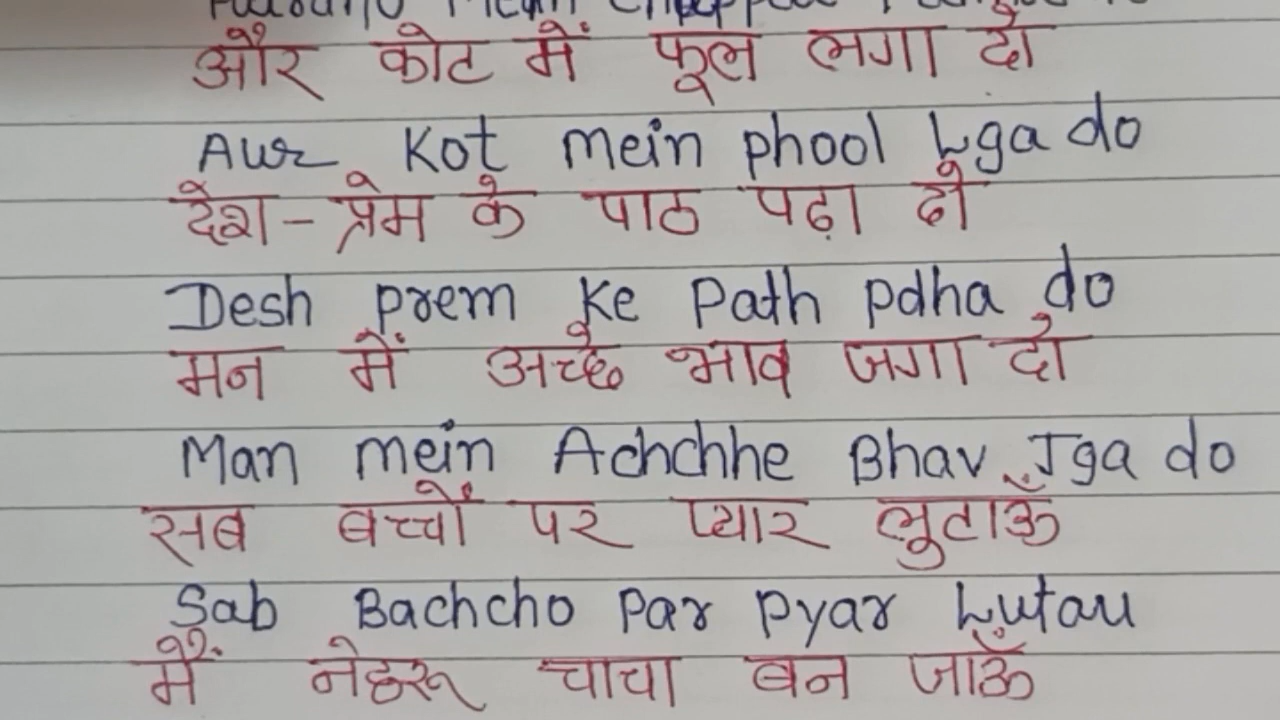 और कोट में फूल लगा दो
Aur Kot mein phool Lga do
देश-प्रेम के पाठ पढ़ा दो
Desh prem ke Path pdha do
मन में अच्छे भाव जगा दो
Man mein Achchhe Bhav Jga do
सब बच्चों पर प्यार लुटाऊँ
Sab Bachcho Par Pyar Lutau
मैं नेहरू चाचा बन जाऊँ